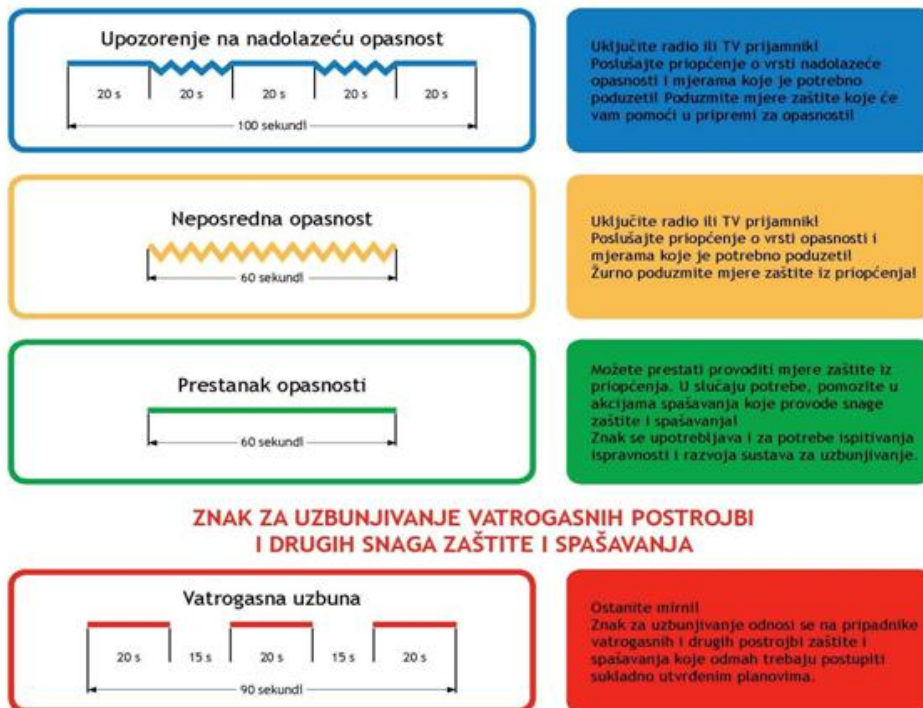 Upozorenje na nadolazeću opasnost
20 s 20 s 20 s 20 s 20 s
100 sekundi
Uključite radio ili TV prijamnik!
Poslušajte priopćenje o vrsti nadolazeće
opasnosti i mjerama koje je potrebno
poduzeti! Poduzmite mjere zaštite koje će
vam pomoći u pripremi za opasnosti!
Neposredna opasnost
60 sekundi
Uključite radio ili TV prijamnik!
Poslušajte priopćenje o vrsti opasnosti i
mjerama koje je potrebno poduzeti!
Žurno poduzmite mjere zaštite iz priopćenja!
Prestanak opasnosti
60 sekundi
Možete prestati provoditi mjere zaštite iz
priopćenja. U slučaju potrebe, pomozite u
akcijama spašavanja koje provode snage
zaštite i spašavanja!
Znak se upotrebljava i za potrebe ispitivanja
ispravnosti i razvoja sustava za uzbunjivanje.
ZNAK ZA UZBUNJIVANJE VATROGASNIH POSTROJBI
I DRUGIH SNAGA ZAŠTITE I SPAŠAVANJA
Vatrogasna uzbuna
20 s 15 s 20 s 15 s 20 s
90 sekundi
Ostanite mirni!
Znak za uzbunjivanje odnosi se na pripadnike
vatrogasnih i drugih postrojbi zaštite i
spašavanja koje odmah trebaju postupiti
sukladno utvrđenim planovima.